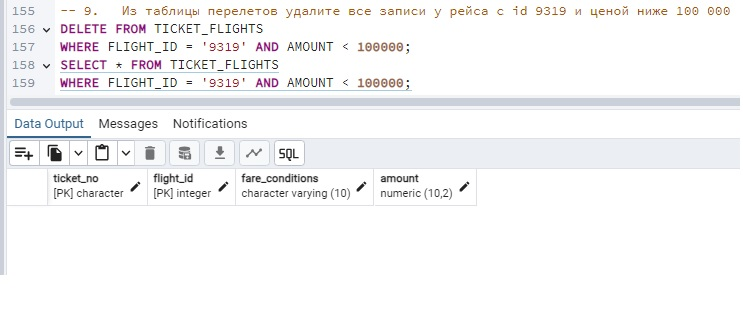 155 -- 9.   Из таблицы перелетов удалите все записи у рейса с id 9319 и ценой ниже 100 000
156 DELETE FROM TICKET_FLIGHTS
157 WHERE FLIGHT_ID = '9319' AND AMOUNT < 100000;
158 SELECT * FROM TICKET_FLIGHTS
159 WHERE FLIGHT_ID = '9319' AND AMOUNT < 100000;
Data Output Messages Notifications
SQL
ticket_no flight_id fare_conditions amount
[PK] character [PK] integer character varying (10) numeric (10,2)